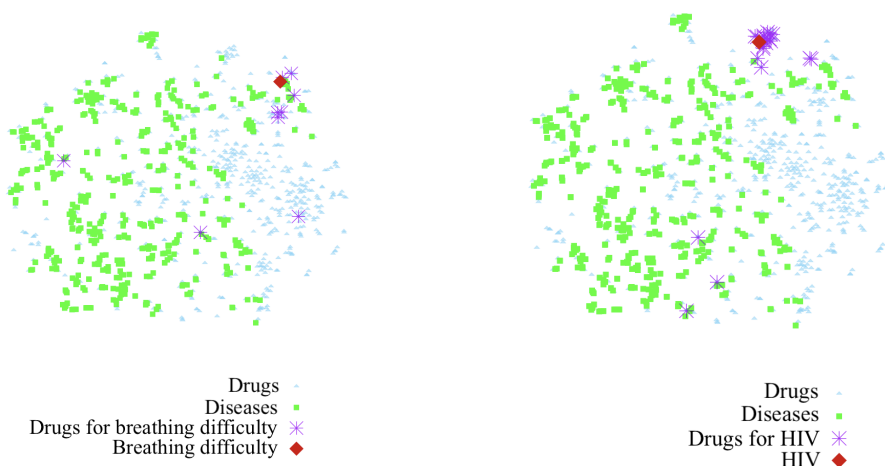 Drugs
Diseases
Drugs for breathing difficulty
Breathing difficulty
Drugs
Diseases
Drugs for HIV
HIV